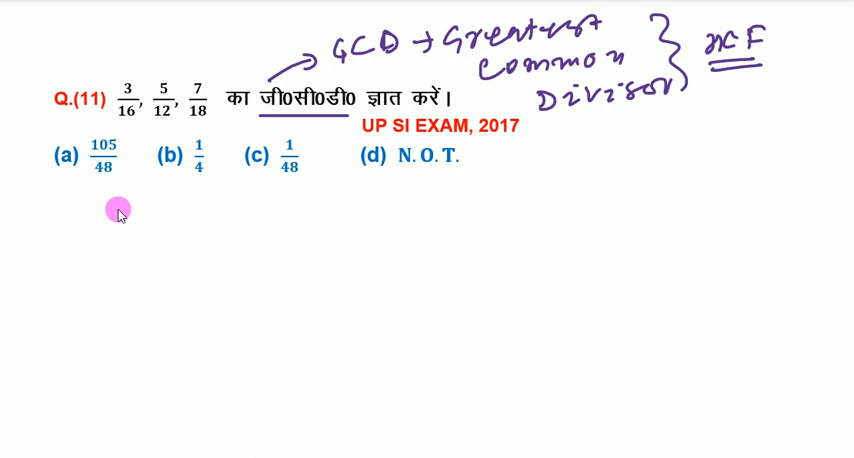 GCD → Greatest
Common
Divisor } HCF
Q.(11) 3/16, 5/12, 7/18 का जी0सी0डी0 ज्ञात करें।
UP SI EXAM, 2017
(a) 105/48 (b) 1/4 (c) 1/48 (d) N.O.T.